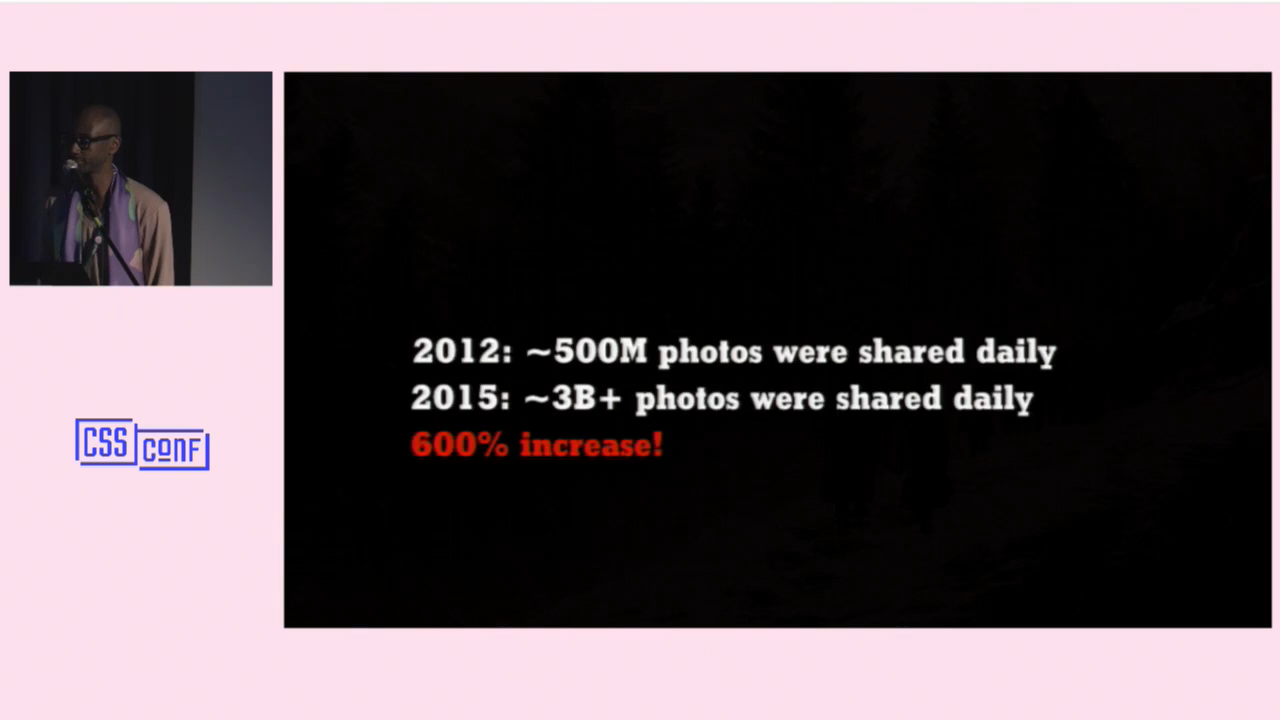 2012: ~500M photos were shared daily
2015: ~3B+ photos were shared daily
600% increase!
CSS
CONF